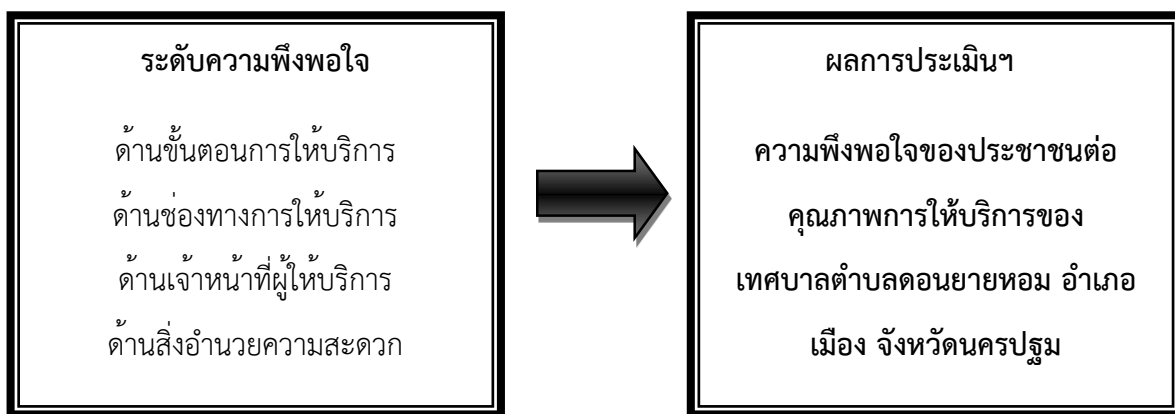 ระดับความพึงพอใจ
ด้านขั้นตอนการให้บริการ
ด้านช่องทางการให้บริการ
ด้านเจ้าหน้าที่ผู้ให้บริการ
ด้านสิ่งอำนวยความสะดวก
ผลการประเมินฯ
ความพึงพอใจของประชาชนต่อ
คุณภาพการให้บริการของ
เทศบาลตำบลดอนยายหอม อำเภอ
เมือง จังหวัดนครปฐม